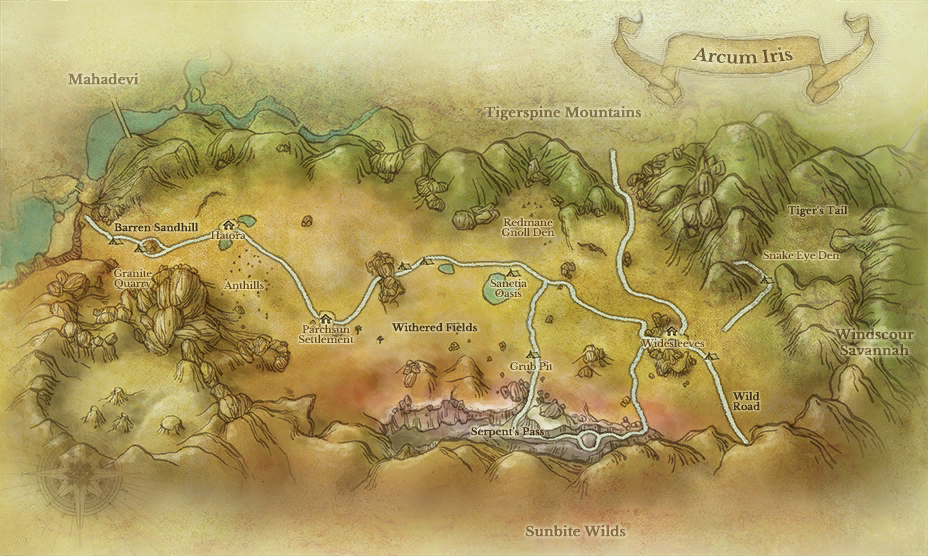 Arcum Iris
Mahadevi
Tigerspine Mountains
Tiger's Tail
Barren Sandhill
Redmane
Gnoll Den
Hatora
Snake Eye Den
Granite
Quarry
Anthills
Sanctia
Oasis
Parchsun
Settlement
Withered Fields
Widesleeves
Windscour
Savannah
Grub Pit
Wild
Road
Serpent's Pass
Sunbite Wilds